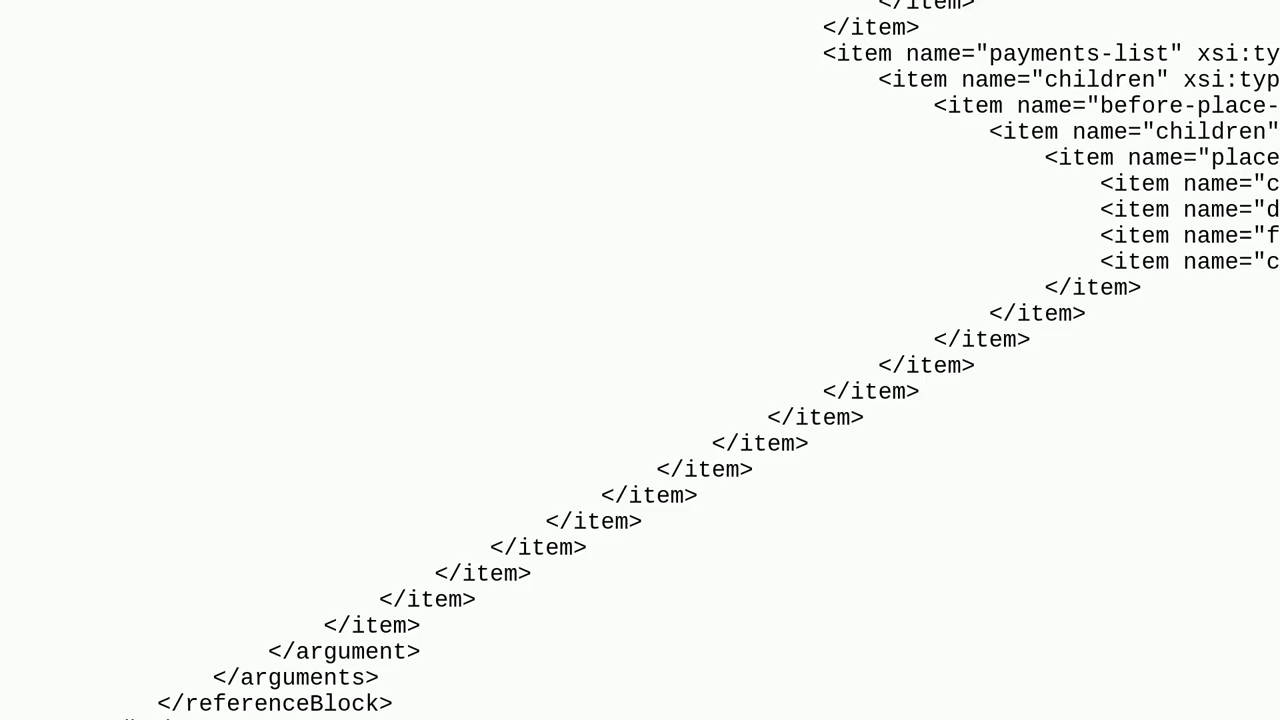 </item>
</item>
<item name="payments-list" xsi:ty
<item name="children" xsi:typ
<item name="before-place-
<item name="children"
<item name="place
<item name="c
<item name="d
<item name="f
<item name="c
</item>
</item>
</item>
</item>
</item>
</item>
</item>
</item>
</item>
</item>
</item>
</item>
</item>
</item>
</argument>
</arguments>
</referenceBlock>